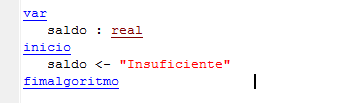 var
saldo : real
inicio
saldo <- "Insuficiente"
fimalgoritmo